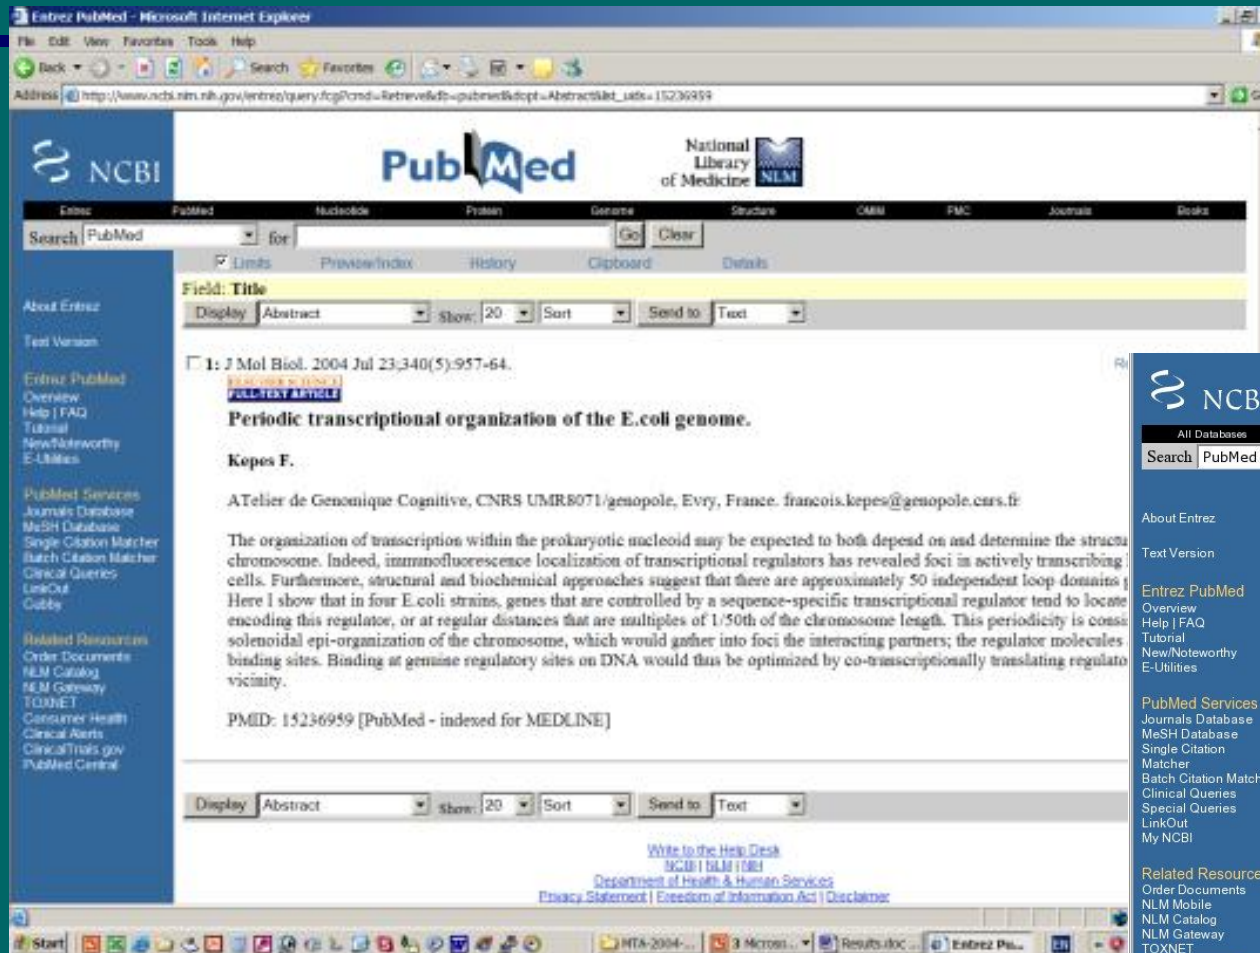 Entrez PubMed - Microsoft Internet Explorer
File Edit View Favorites Tools Help
Back Search Favorites
Address http://www.ncbi.nlm.nih.gov/entrez/query.fcgi?cmd=Retrieve&db=pubmed&dopt=Abstract&list_uids=15236959
NCBI PubMed National Library of Medicine NLM
Entrez PubMed Nucleotide Protein Genome Structure OMIM PMC Journals Books
Search PubMed for Go Clear
Limits Preview/Index History Clipboard Details
Field: Title
Display Abstract Show: 20 Sort Send to Text
About Entrez
Text Version
Entrez PubMed
Overview
Help | FAQ
Tutorial
New/Noteworthy
E-Utilities
PubMed Services
Journals Database
MeSH Database
Single Citation Matcher
Batch Citation Matcher
Clinical Queries
LinkOut
Cubby
Related Resources
Order Documents
NLM Catalog
NLM Gateway
TOXNET
Consumer Health
Clinical Alerts
ClinicalTrials.gov
PubMed Central
1: J Mol Biol. 2004 Jul 23;340(5):957-64.
FULL-TEXT ARTICLE
Periodic transcriptional organization of the E.coli genome.
Kepes F.
ATelier de Genomique Cognitive, CNRS UMR8071/genopole, Evry, France. francois.kepes@genopole.cnrs.fr
The organization of transcription within the prokaryotic nucleoid may be expected to both depend on and determine the structu
chromosome. Indeed, immunofluorescence localization of transcriptional regulators has revealed foci in actively transcribing
cells. Furthermore, structural and biochemical approaches suggest that there are approximately 50 independent loop domains
Here I show that in four E.coli strains, genes that are controlled by a sequence-specific transcriptional regulator tend to locate
encoding this regulator, or at regular distances that are multiples of 1/50th of the chromosome length. This periodicity is consi
solenoidal epi-organization of the chromosome, which would gather into foci the interacting partners; the regulator molecules
binding sites. Binding at genuine regulatory sites on DNA would thus be optimized by co-transcriptionally translating regulato
vicinity.
PMID: 15236959 [PubMed - indexed for MEDLINE]
Display Abstract Show: 20 Sort Send to Text
Write to the Help Desk
NCBI | NLM | NIH
Department of Health & Human Services
Privacy Statement | Freedom of Information Act | Disclaimer
Start MTA-2004-... 3 Microso... Results.doc ... Entrez Pu... EN
NCB
All Databases
Search PubMed
About Entrez
Text Version
Entrez PubMed
Overview
Help | FAQ
Tutorial
New/Noteworthy
E-Utilities
PubMed Services
Journals Database
MeSH Database
Single Citation
Matcher
Batch Citation Match
Clinical Queries
Special Queries
LinkOut
My NCBI
Related Resource
Order Documents
NLM Mobile
NLM Catalog
NLM Gateway
TOXNET